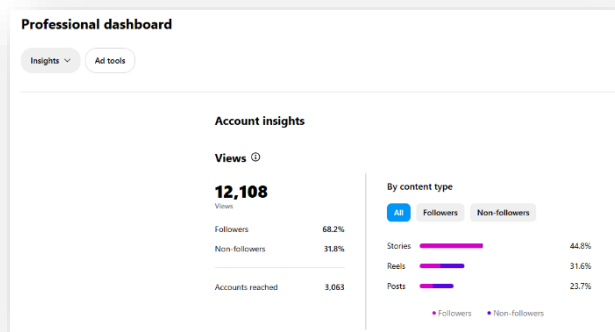 Professional dashboard
Insights
Ad tools
Account insights
Views
12,108
Views
Followers 68.2%
Non-followers 31.8%
Accounts reached 3,063
By content type
All Followers Non-followers
Stories 44.8%
Reels 31.6%
Posts 23.7%
Followers Non-followers